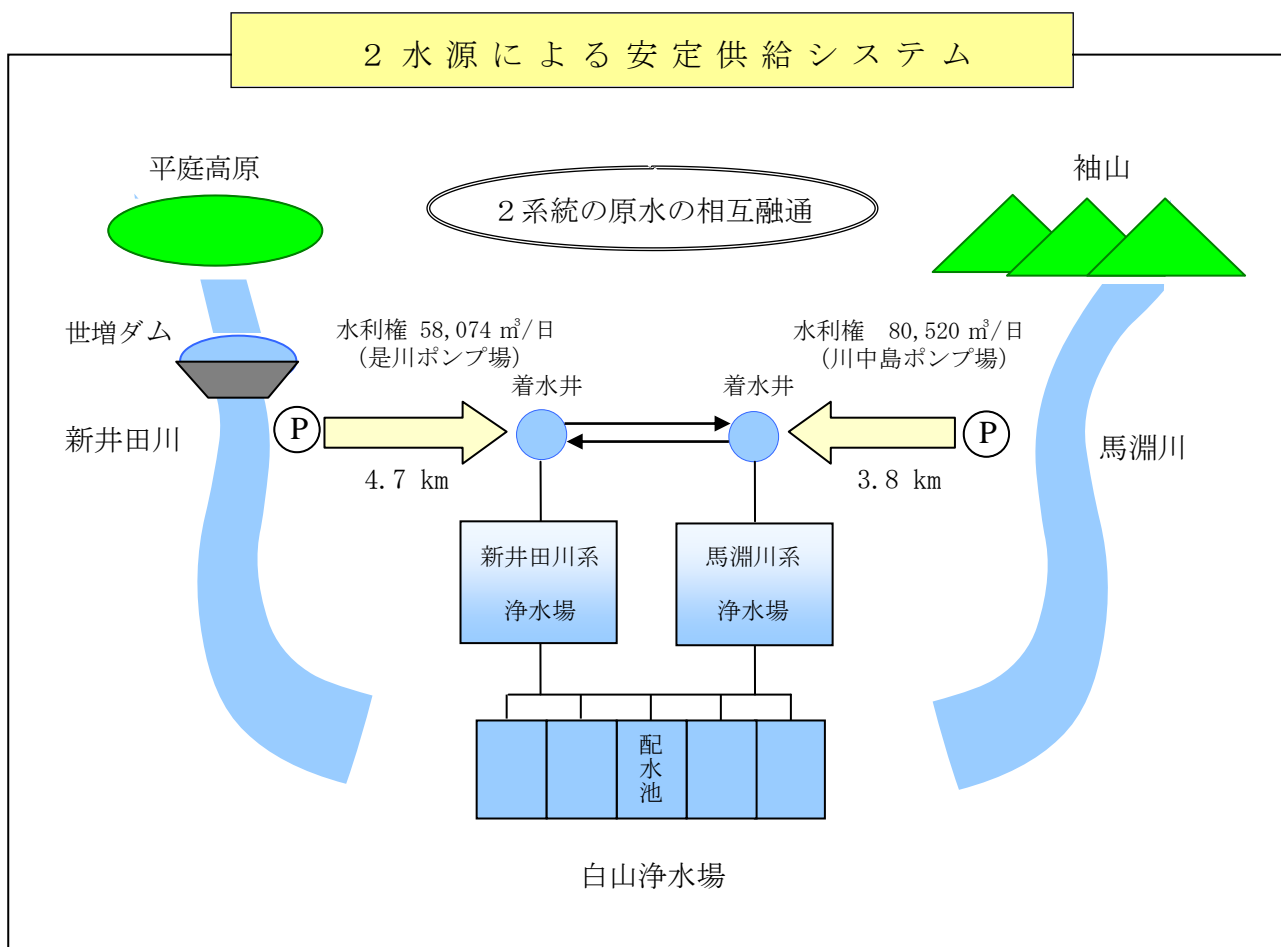 ２水源による安定供給システム
平庭高原
袖山
２系統の原水の相互融通
世増ダム
水利権 58,074 ㎥/日
（是川ポンプ場）
水利権 80,520 ㎥/日
（川中島ポンプ場）
着水井
着水井
P
P
新井田川
馬淵川
4.7 km
3.8 km
新井田川系
浄水場
馬淵川系
浄水場
配水池
白山浄水場